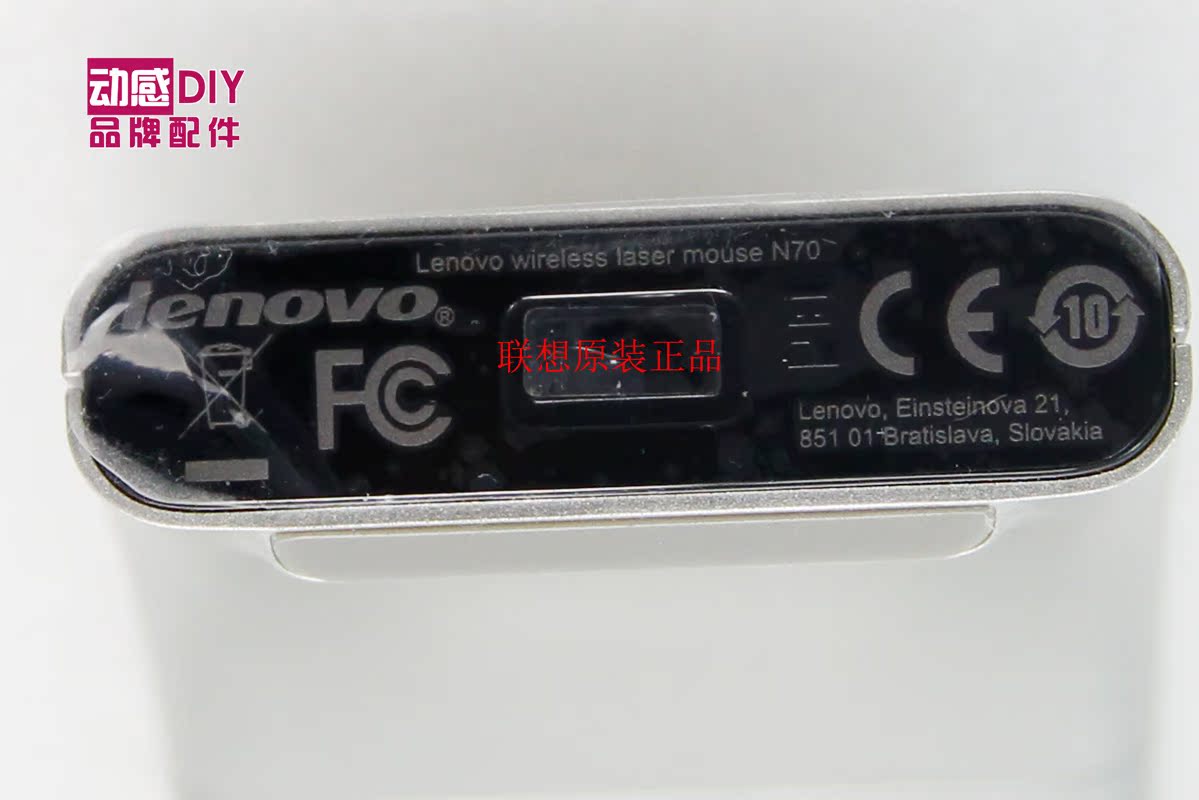 动感DIY
品牌配件
Lenovo wireless laser mouse N70
lenovo®
FC
CE
10
联想原装正品
Lenovo, Einsteinova 21,
851 01 Bratislava, Slovakia